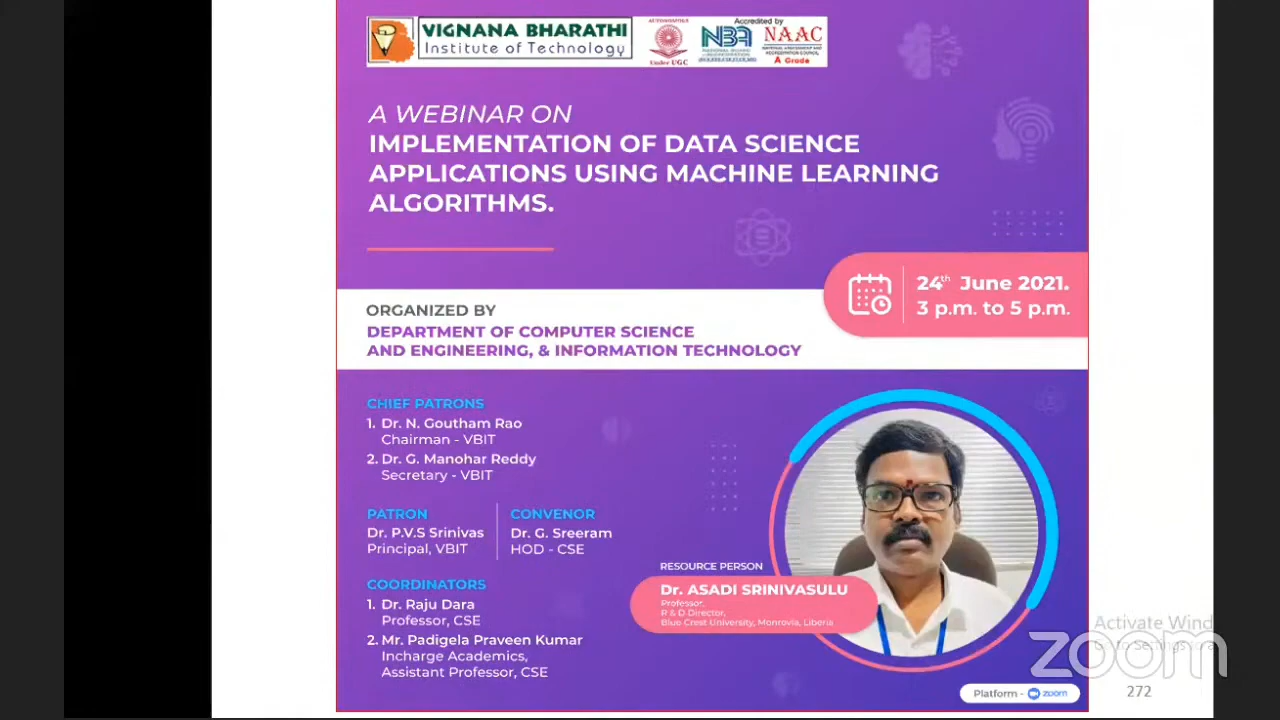 VIGNANA BHARATHI
Institute of Technology
AUTONOMOUS
Under UGC
NBA
Accredited by
NAAC
A Grade
A WEBINAR ON
IMPLEMENTATION OF DATA SCIENCE
APPLICATIONS USING MACHINE LEARNING
ALGORITHMS.
24th June 2021.
3 p.m. to 5 p.m.
ORGANIZED BY
DEPARTMENT OF COMPUTER SCIENCE
AND ENGINEERING, & INFORMATION TECHNOLOGY
CHIEF PATRONS
1. Dr. N. Goutham Rao
Chairman - VBIT
2. Dr. G. Manohar Reddy
Secretary - VBIT
PATRON
Dr. P.V.S Srinivas
Principal, VBIT
CONVENOR
Dr. G. Sreeram
HOD - CSE
COORDINATORS
1. Dr. Raju Dara
Professor, CSE
2. Mr. Padigela Praveen Kumar
Incharge Academics,
Assistant Professor, CSE
RESOURCE PERSON
Dr. ASADI SRINIVASULU
Professor,
R & D Director,
Blue Crest University, Monrovia, Liberia
Platform - zoom
Activate Wind
zoom
272